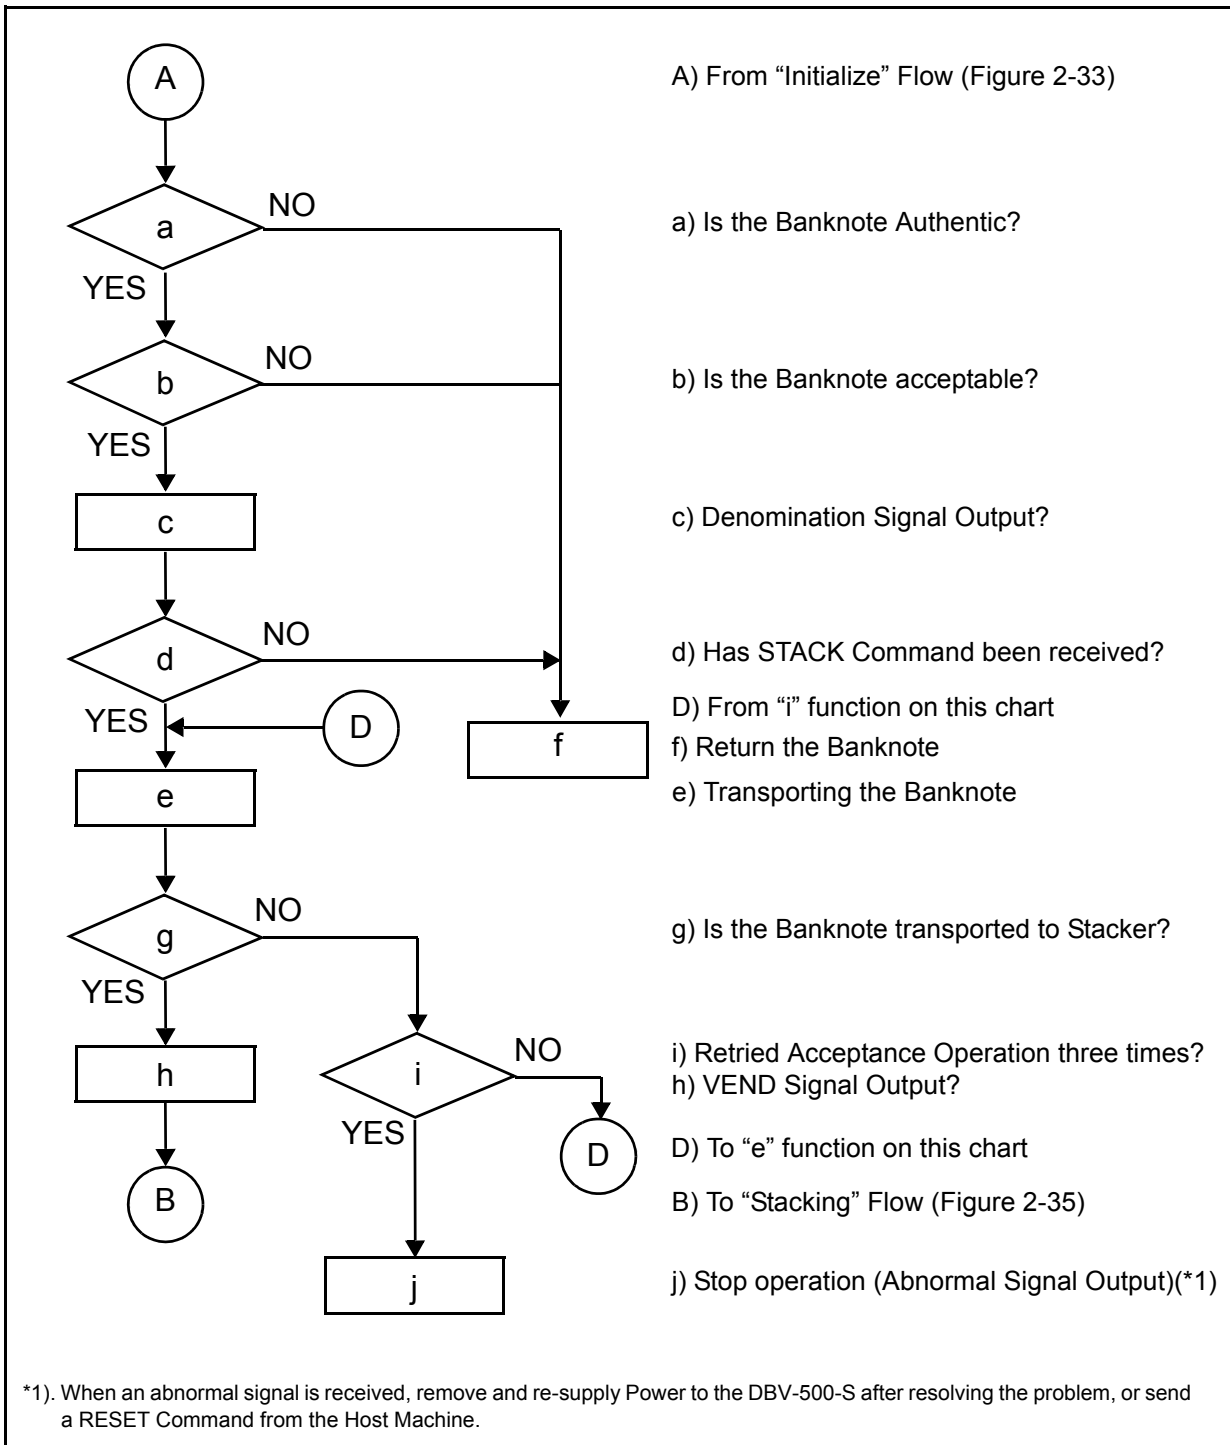 A
A) From “Initialize” Flow (Figure 2-33)
NO
a
a) Is the Banknote Authentic?
YES
NO
b
b) Is the Banknote acceptable?
YES
c
c) Denomination Signal Output?
NO
d
d) Has STACK Command been received?
YES
D
D) From “i” function on this chart
f
f) Return the Banknote
e
e) Transporting the Banknote
NO
g
g) Is the Banknote transported to Stacker?
YES
NO
i) Retried Acceptance Operation three times?
h
i
h) VEND Signal Output?
YES
D
D) To “e” function on this chart
B
B) To “Stacking” Flow (Figure 2-35)
j
j) Stop operation (Abnormal Signal Output)(*1)
*1). When an abnormal signal is received, remove and re-supply Power to the DBV-500-S after resolving the problem, or send
a RESET Command from the Host Machine.